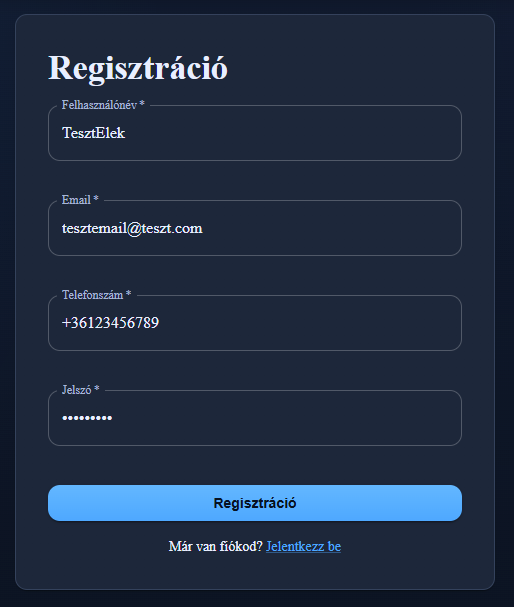 Regisztráció
Felhasználónév *
TesztElek
Email *
tesztemail@teszt.com
Telefonszám *
+36123456789
Jelszó *
•••••••••
Regisztráció
Már van fiókod? Jelentkezz be